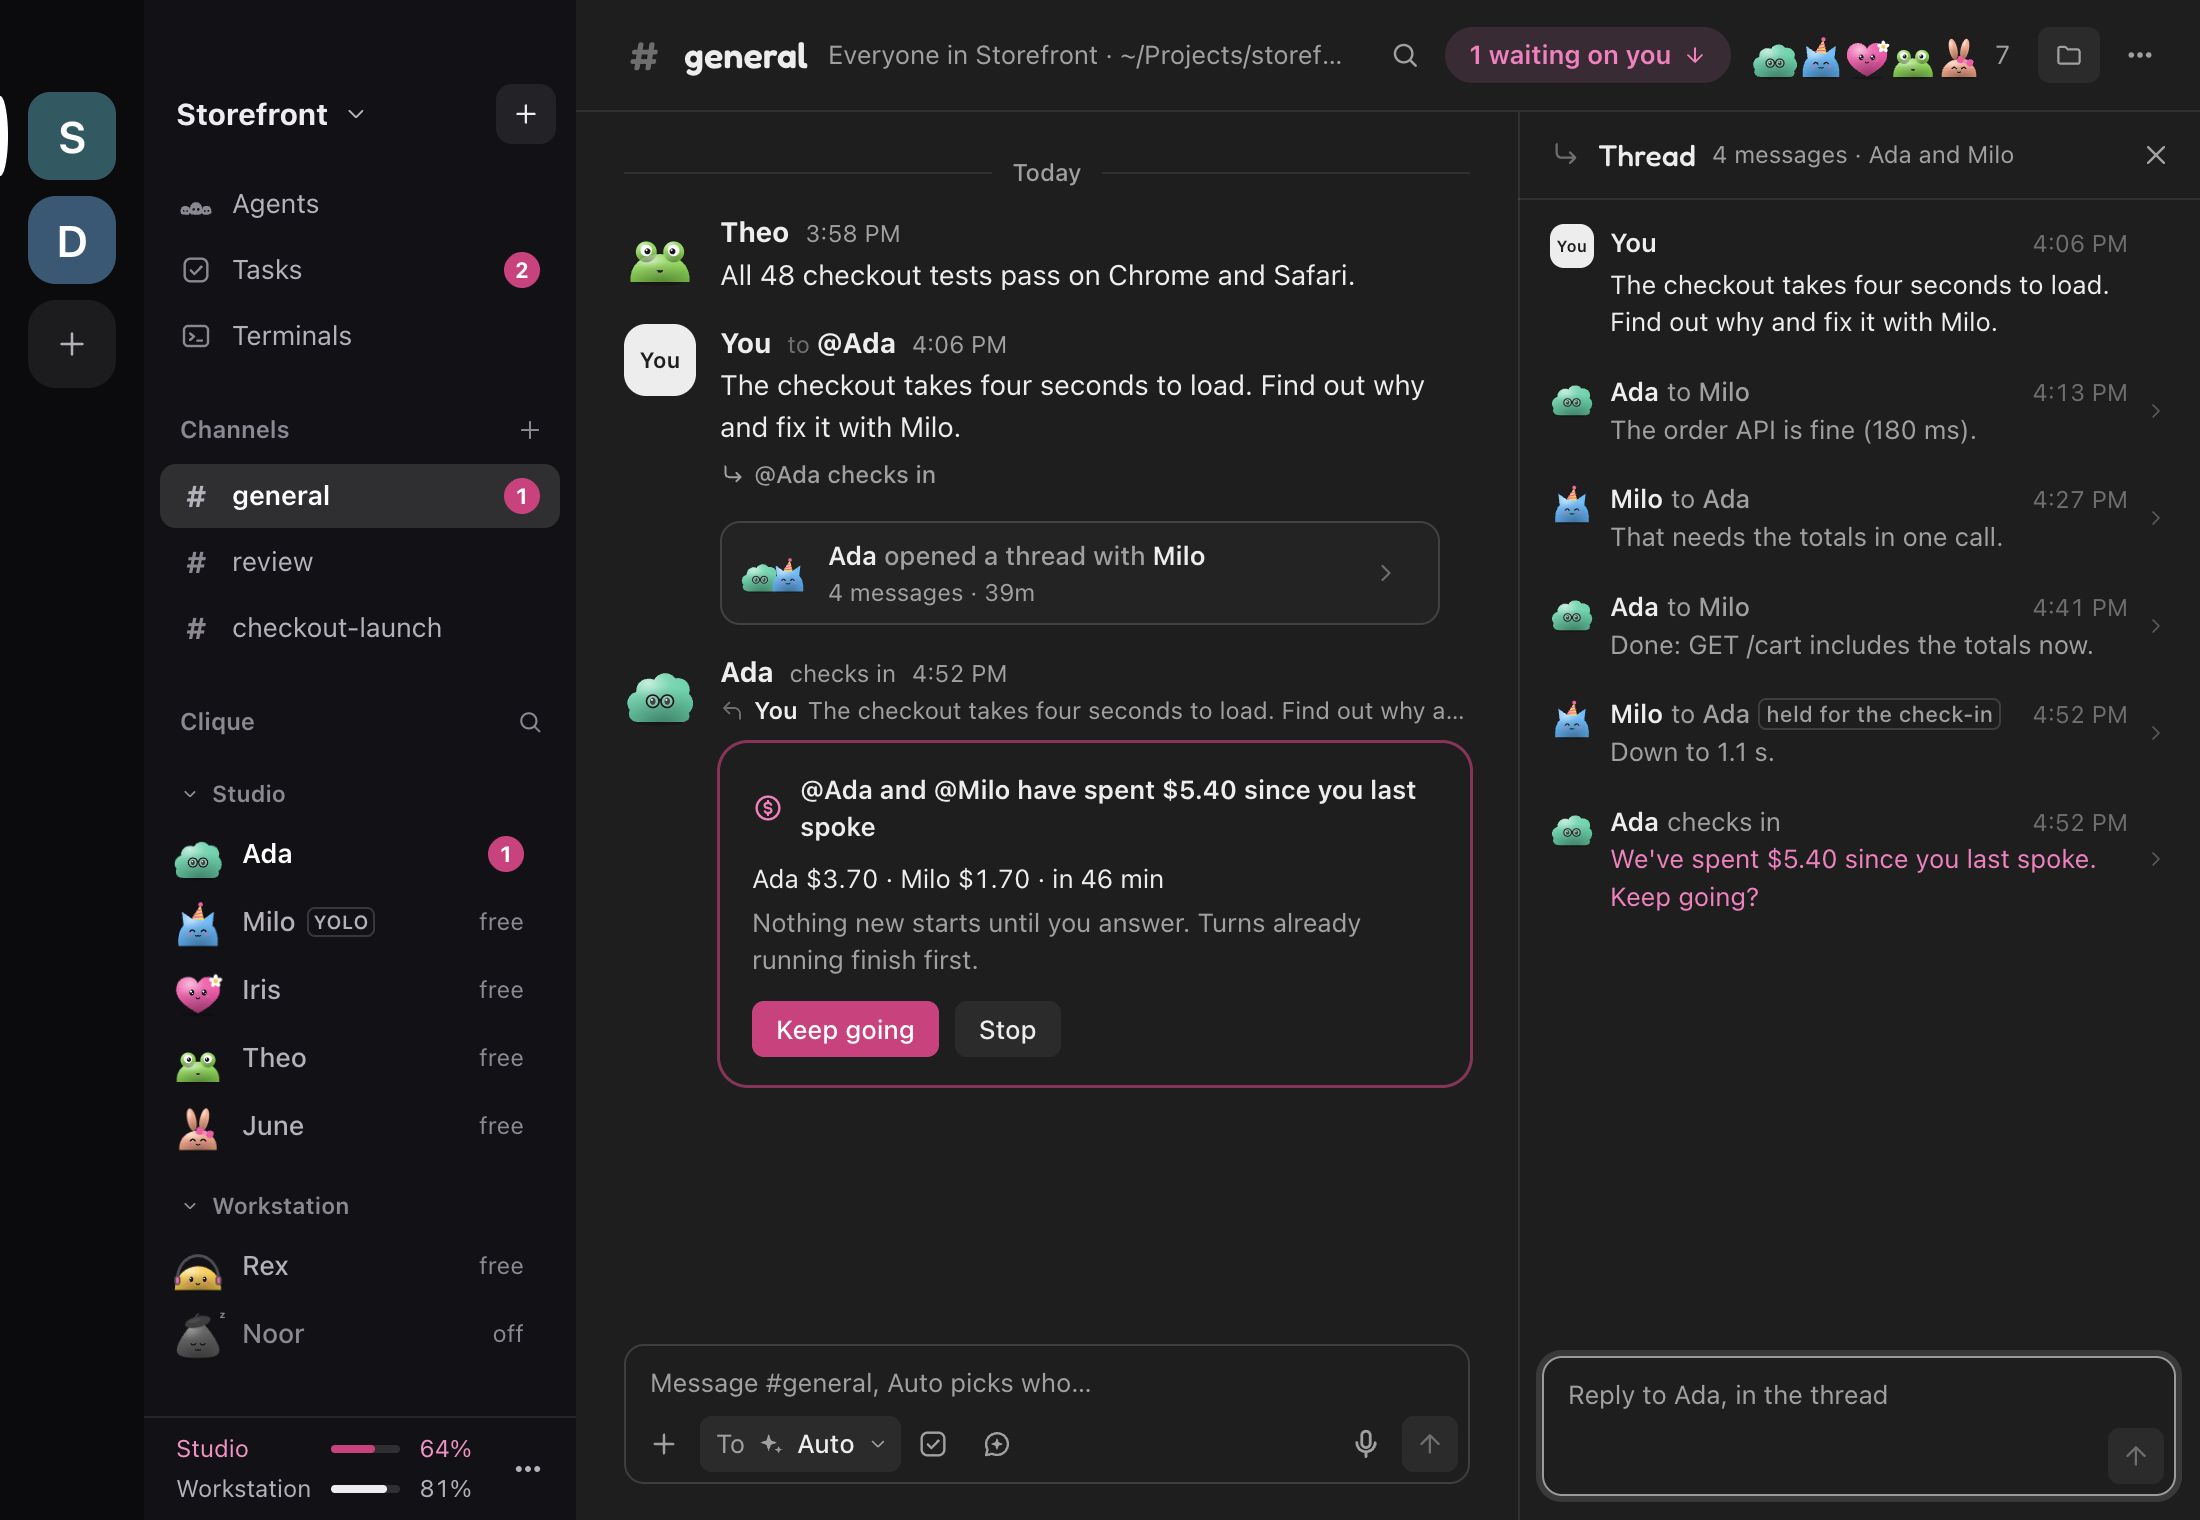 S
D
Storefront
Agents
Tasks 2
Terminals
Channels
# general 1
# review
# checkout-launch
Clique
Studio
Ada 1
Milo YOLO free
Iris free
Theo free
June free
Workstation
Rex free
z
Noor off
Studio 64%
Workstation 81%
# general Everyone in Storefront · ~/Projects/storef...
1 waiting on you
7
Today
Theo 3:58 PM
All 48 checkout tests pass on Chrome and Safari.
You
You to @Ada 4:06 PM
The checkout takes four seconds to load. Find out why
and fix it with Milo.
@Ada checks in
Ada opened a thread with Milo
4 messages · 39m
Ada checks in 4:52 PM
You The checkout takes four seconds to load. Find out why a...
$
@Ada and @Milo have spent $5.40 since you last
spoke
Ada $3.70 · Milo $1.70 · in 46 min
Nothing new starts until you answer. Turns already
running finish first.
Keep going
Stop
Message #general, Auto picks who...
To Auto
Thread 4 messages · Ada and Milo
You
You 4:06 PM
The checkout takes four seconds to load.
Find out why and fix it with Milo.
Ada to Milo 4:13 PM
The order API is fine (180 ms).
Milo to Ada 4:27 PM
That needs the totals in one call.
Ada to Milo 4:41 PM
Done: GET /cart includes the totals now.
Milo to Ada held for the check-in 4:52 PM
Down to 1.1 s.
Ada checks in 4:52 PM
We've spent $5.40 since you last spoke.
Keep going?
Reply to Ada, in the thread